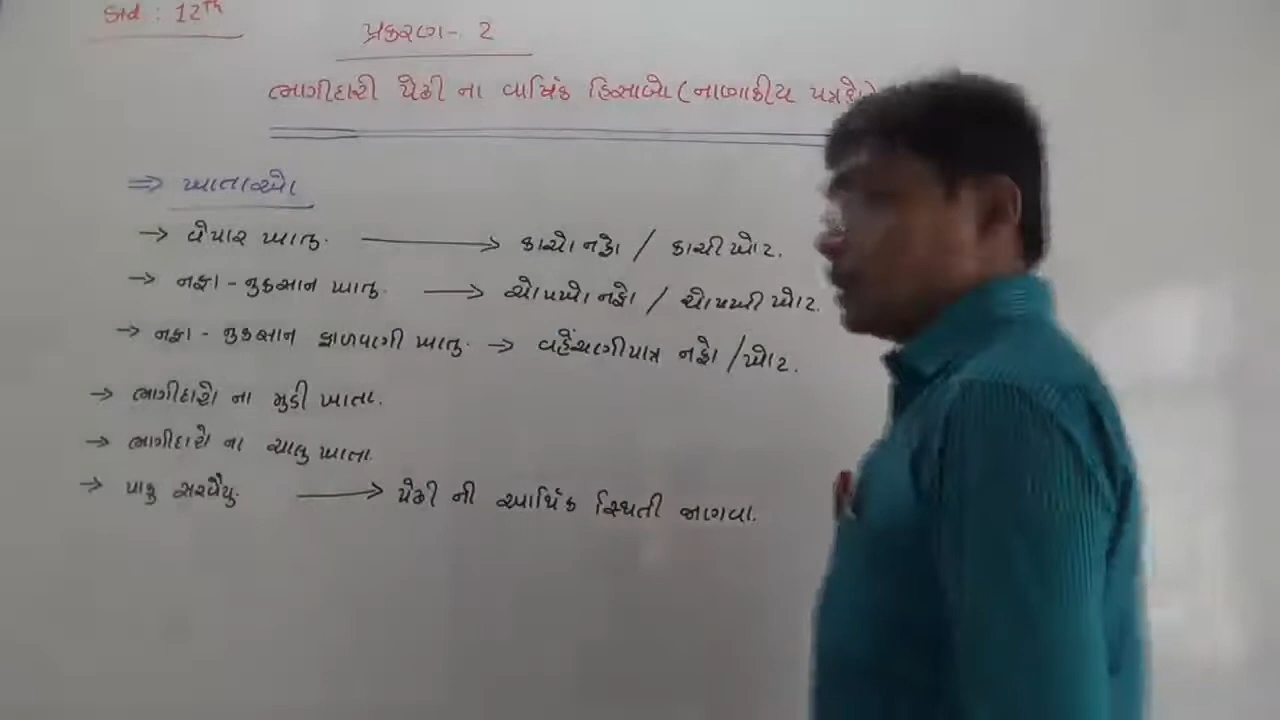 Std : 12th
પ્રકરણ- 2
ભાગીદારી પેઢી ના વાર્ષિક હિસાબો (નાણાકીય પત્રકો)
⇒ ખાતાઓ
→ વેપાર ખાતુ. → કાચો નફો / કાચી ખોટ.
→ નફા - નુકસાન ખાતુ. → ચોખ્ખો નફો / ચોખ્ખી ખોટ.
→ નફા - નુકસાન ફાળવણી ખાતુ. → વહેંચણીપાત્ર નફો / ખોટ.
→ ભાગીદારો ના મુડી ખાતા.
→ ભાગીદારો ના ચાલુ ખાતા.
→ પાકુ સરવૈયુ. → પેઢી ની આર્થિક સ્થિતી જાણવા.